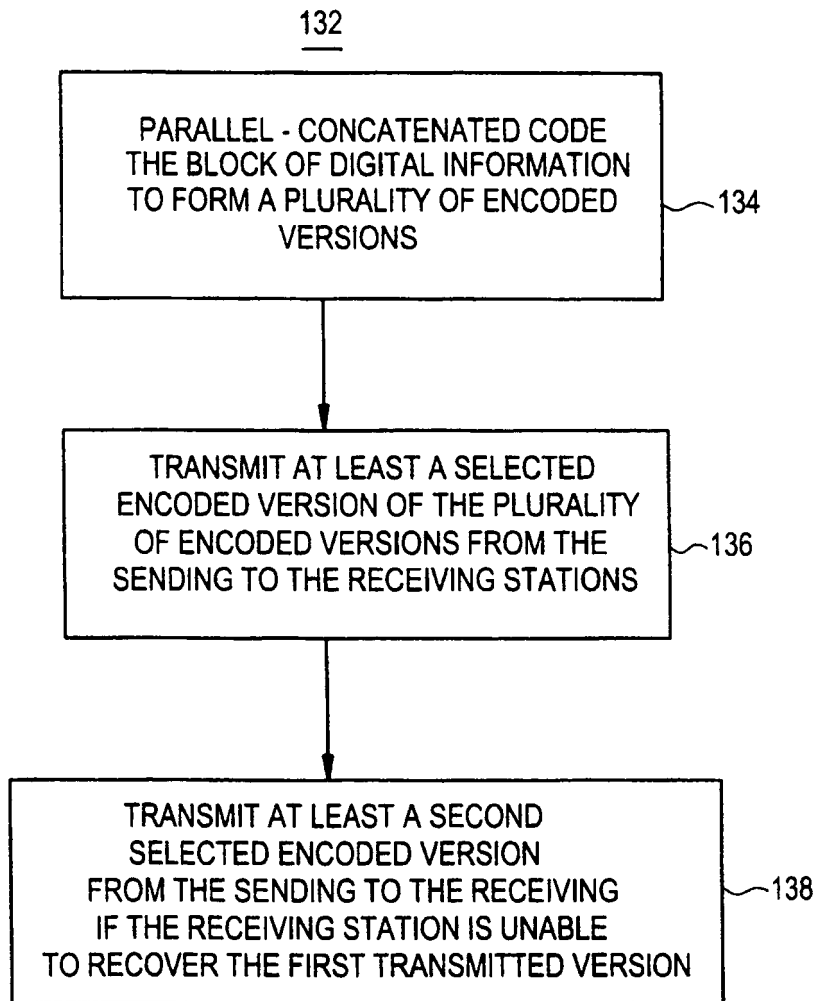 132
PARALLEL - CONCATENATED CODE
THE BLOCK OF DIGITAL INFORMATION
TO FORM A PLURALITY OF ENCODED
VERSIONS
134
TRANSMIT AT LEAST A SELECTED
ENCODED VERSION OF THE PLURALITY
OF ENCODED VERSIONS FROM THE
SENDING TO THE RECEIVING STATIONS
136
TRANSMIT AT LEAST A SECOND
SELECTED ENCODED VERSION
FROM THE SENDING TO THE RECEIVING
IF THE RECEIVING STATION IS UNABLE
TO RECOVER THE FIRST TRANSMITTED VERSION
138